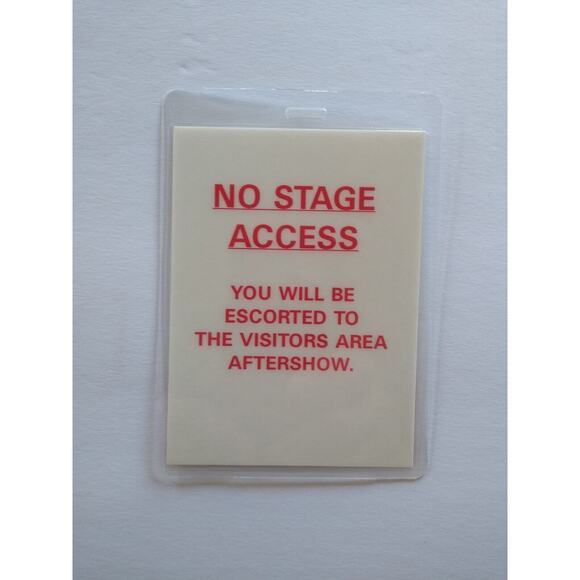 NO STAGE
ACCESS
YOU WILL BE
ESCORTED TO
THE VISITORS AREA
AFTERSHOW.